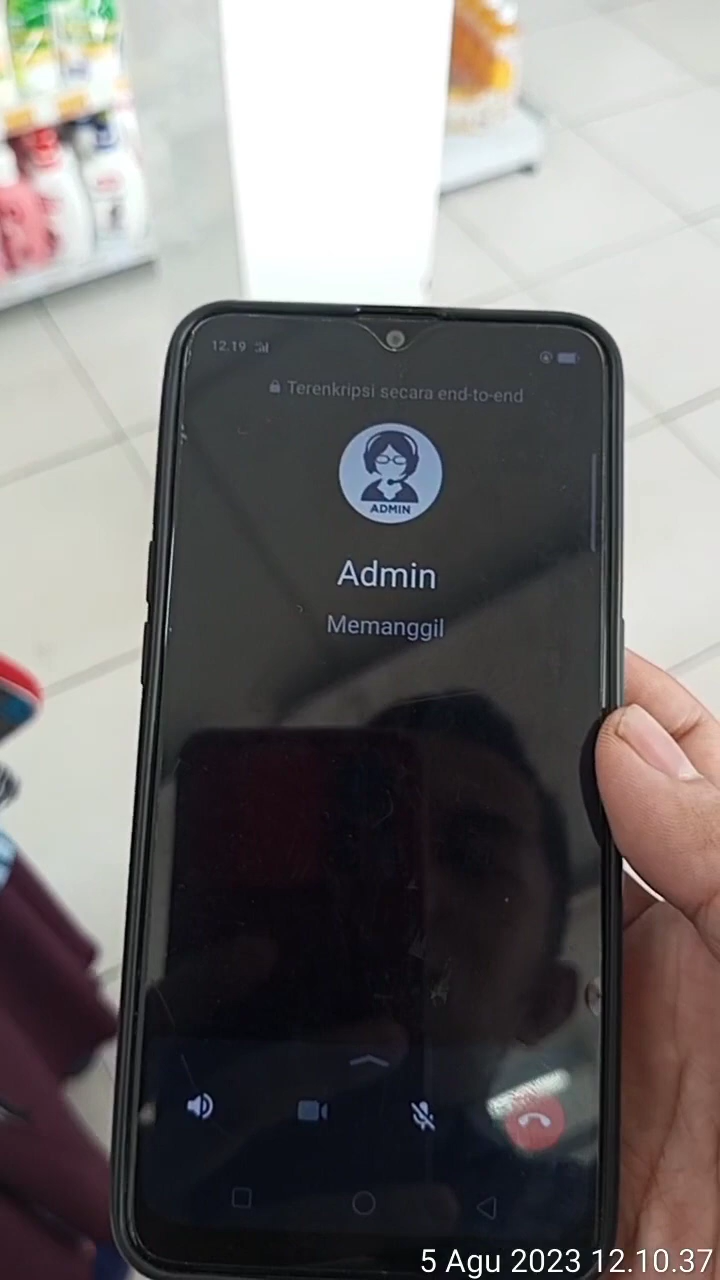 12.19
Terenkripsi secara end-to-end
ADMIN
Admin
Memanggil
5 Agu 2023 12.10.37